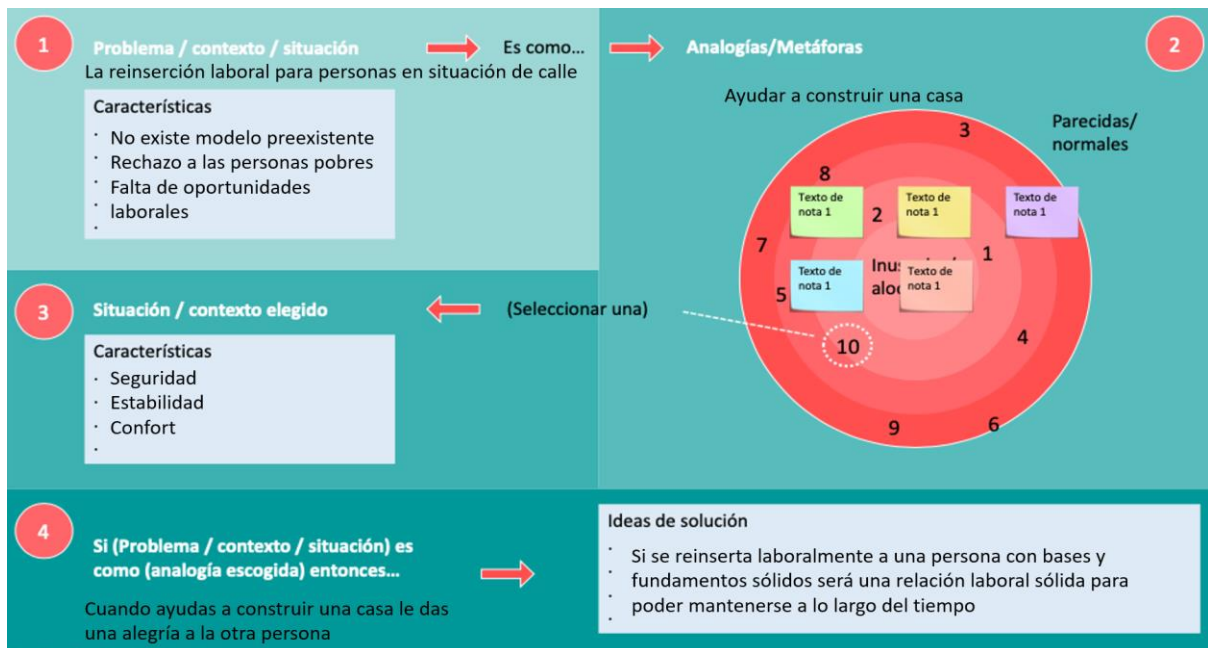 1
Problema / contexto / situación
Es como...
La reinserción laboral para personas en situación de calle
Características
· No existe modelo preexistente
· Rechazo a las personas pobres
· Falta de oportunidades
· laborales
·
2
Analogías/Metáforas
Ayudar a construir una casa
Parecidas/
normales
3
8
Texto de
nota 1
2
Texto de
nota 1
Texto de
nota 1
7
1
Texto de
nota 1
Texto de
nota 1
5
4
10
9
6
3
Situación / contexto elegido
(Seleccionar una)
Características
· Seguridad
· Estabilidad
· Confort
·
4
Si (Problema / contexto / situación) es
como (analogía escogida) entonces...
Cuando ayudas a construir una casa le das
una alegría a la otra persona
Ideas de solución
· Si se reinserta laboralmente a una persona con bases y
· fundamentos sólidos será una relación laboral sólida para
· poder mantenerse a lo largo del tiempo
·